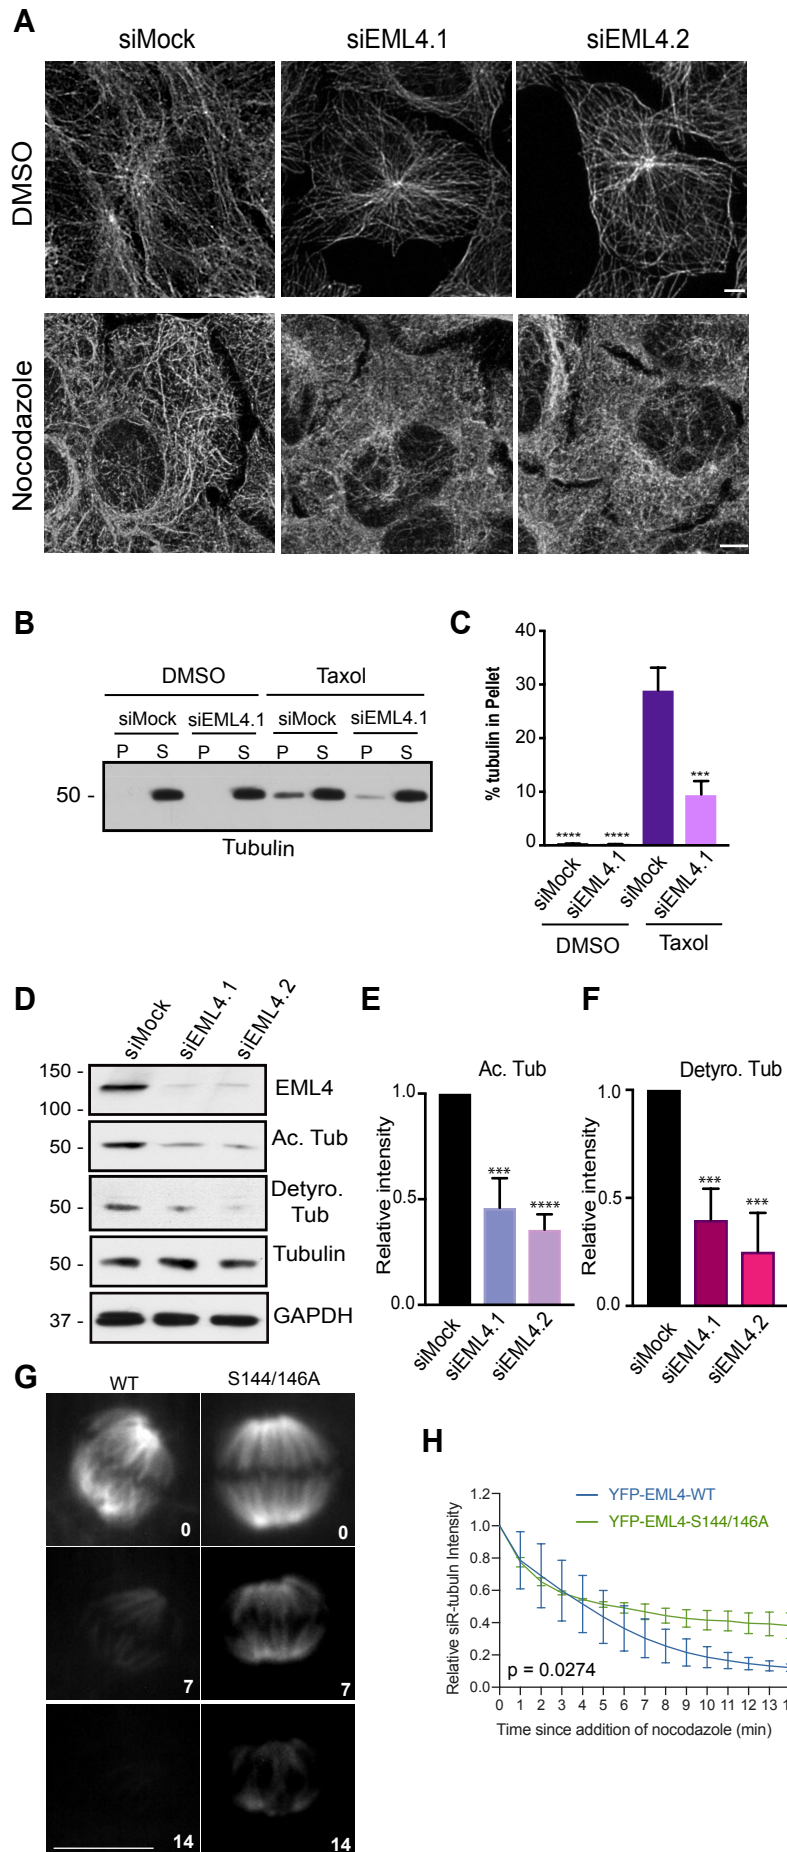 A
siMock siEML4.1 siEML4.2
DMSO
Nocodazole
B
DMSO Taxol
siMock siEML4.1 siMock siEML4.1
P S P S P S P S
50 -
Tubulin
C
% tubulin in Pellet
40
30
20
10
0
**** **** ***
siMock siEML4.1 siMock siEML4.1
DMSO Taxol
D
siMock siEML4.1 siEML4.2
150 -
100 -
EML4
50 - Ac. Tub
50 - Detyro.
Tub
50 - Tubulin
37 - GAPDH
E
Ac. Tub
Relative intensity
1.0
0.5
0.0
*** ****
siMock siEML4.1 siEML4.2
F
Detyro. Tub
Relative intensity
1.0
0.5
0.0
*** ***
siMock siEML4.1 siEML4.2
G
WT S144/146A
0 0
7 7
14 14
H
YFP-EML4-WT
YFP-EML4-S144/146A
Relative siR-tubuln Intensity
1.2
1.0
0.8
0.6
0.4
0.2
0.0
p = 0.0274
0 1 2 3 4 5 6 7 8 9 10 11 12 13
Time since addition of nocodazole (min)